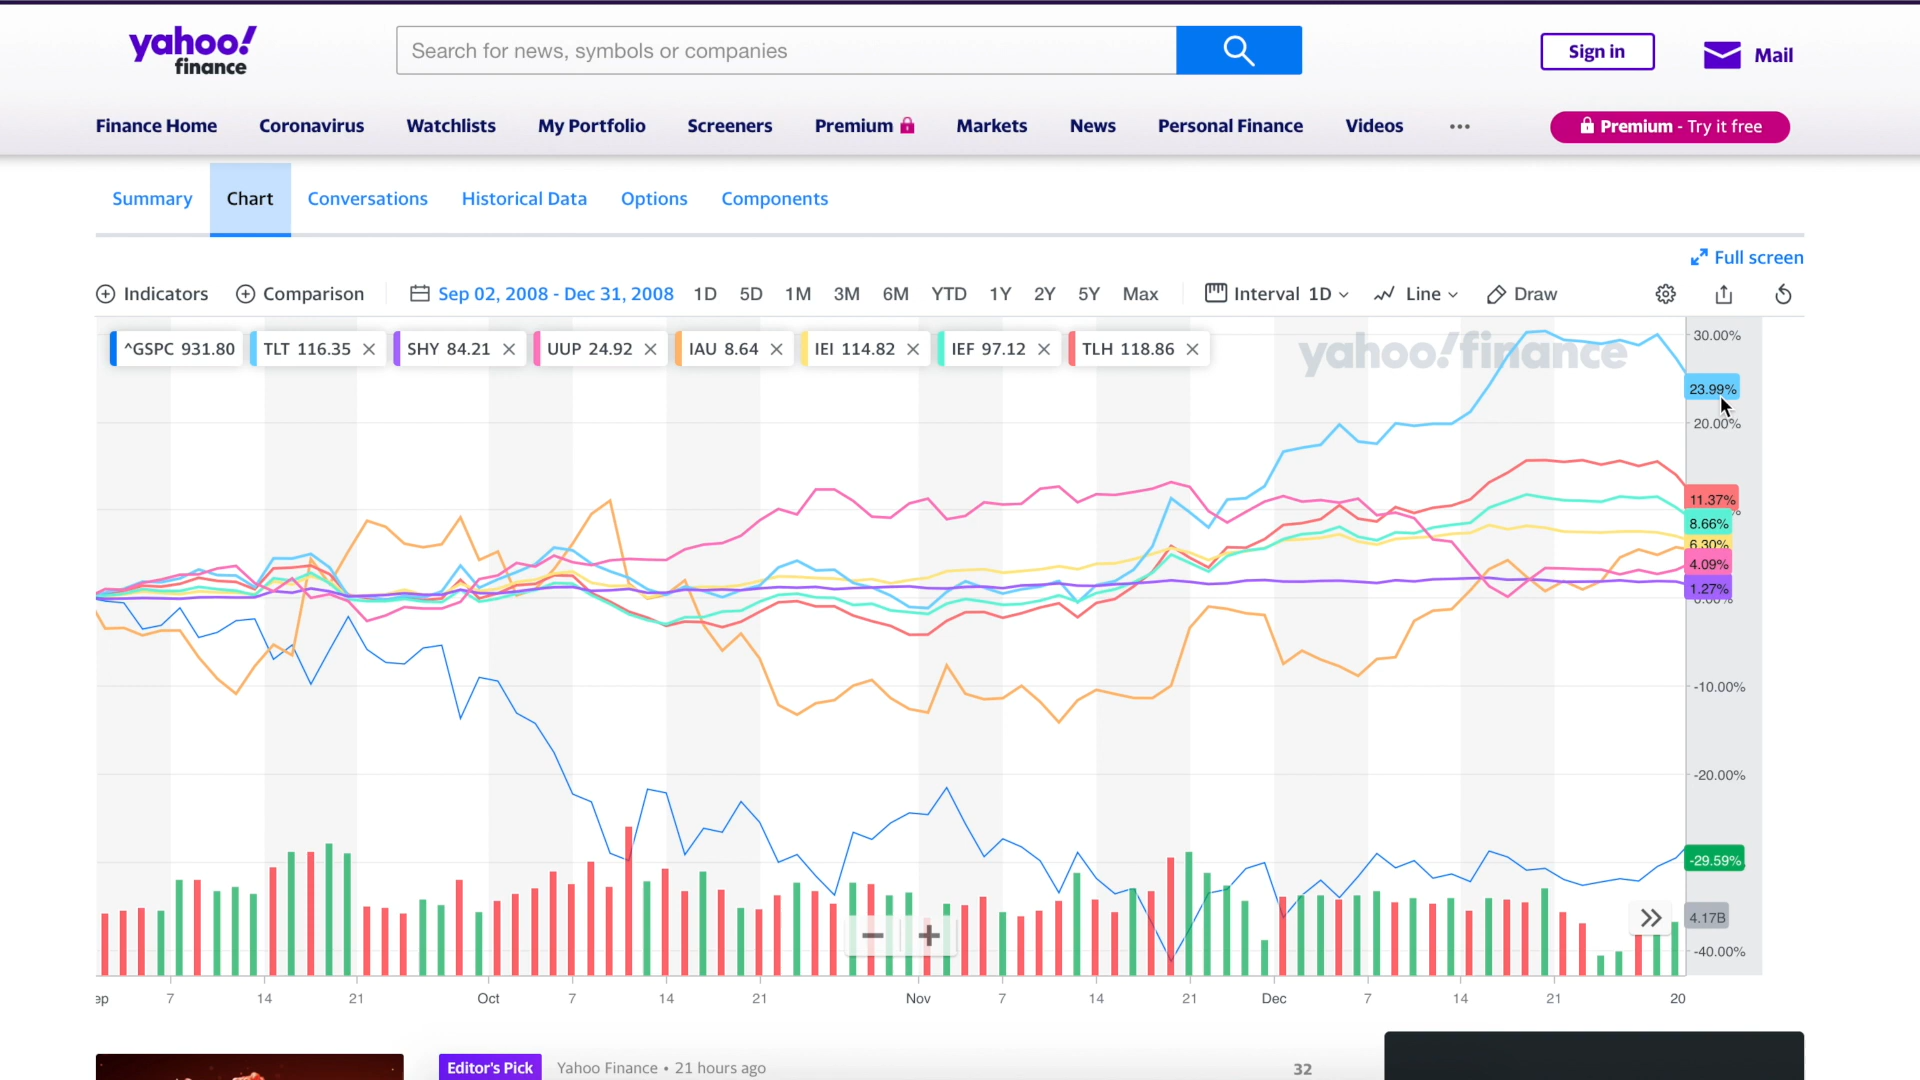 yahoo!
finance
Search for news, symbols or companies
Sign in
Mail
Finance Home Coronavirus Watchlists My Portfolio Screeners Premium Markets News Personal Finance Videos ••• Premium - Try it free
Summary Chart Conversations Historical Data Options Components
Full screen
Indicators Comparison Sep 02, 2008 - Dec 31, 2008 1D 5D 1M 3M 6M YTD 1Y 2Y 5Y Max Interval 1D Line Draw
^GSPC 931.80 TLT 116.35 SHY 84.21 UUP 24.92 IAU 8.64 IEI 114.82 IEF 97.12 TLH 118.86
yahoo!finance
30.00%
23.99%
20.00%
11.37%
8.66%
6.30%
4.09%
1.27%
0.00%
-10.00%
-20.00%
-29.59%
4.17B
-40.00%
ep 7 14 21 Oct 7 14 21 Nov 7 14 21 Dec 7 14 21 20
Editor's Pick Yahoo Finance • 21 hours ago 32